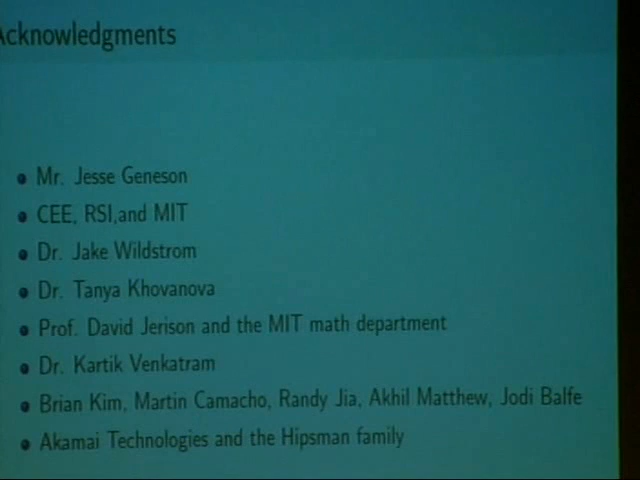 Acknowledgments
Mr. Jesse Geneson
CEE, RSI,and MIT
Dr. Jake Wildstrom
Dr. Tanya Khovanova
Prof. David Jerison and the MIT math department
Dr. Kartik Venkatram
Brian Kim, Martin Camacho, Randy Jia, Akhil Matthew, Jodi Balfe
Akamai Technologies and the Hipsman family